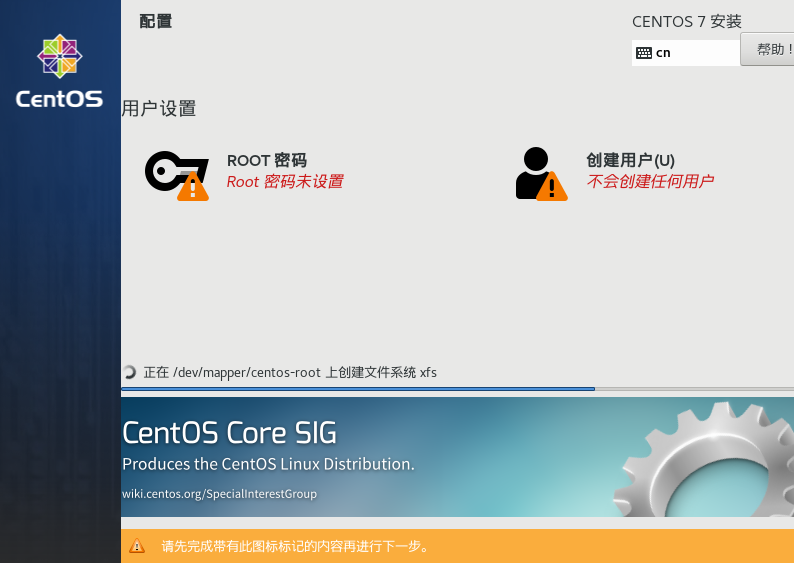 配置
CENTOS 7 安装
cn
帮助！
CentOS
用户设置
ROOT 密码
Root 密码未设置
创建用户(U)
不会创建任何用户
正在 /dev/mapper/centos-root 上创建文件系统 xfs
CentOS Core SIG
Produces the CentOS Linux Distribution.
wiki.centos.org/SpecialInterestGroup
请先完成带有此图标标记的内容再进行下一步。